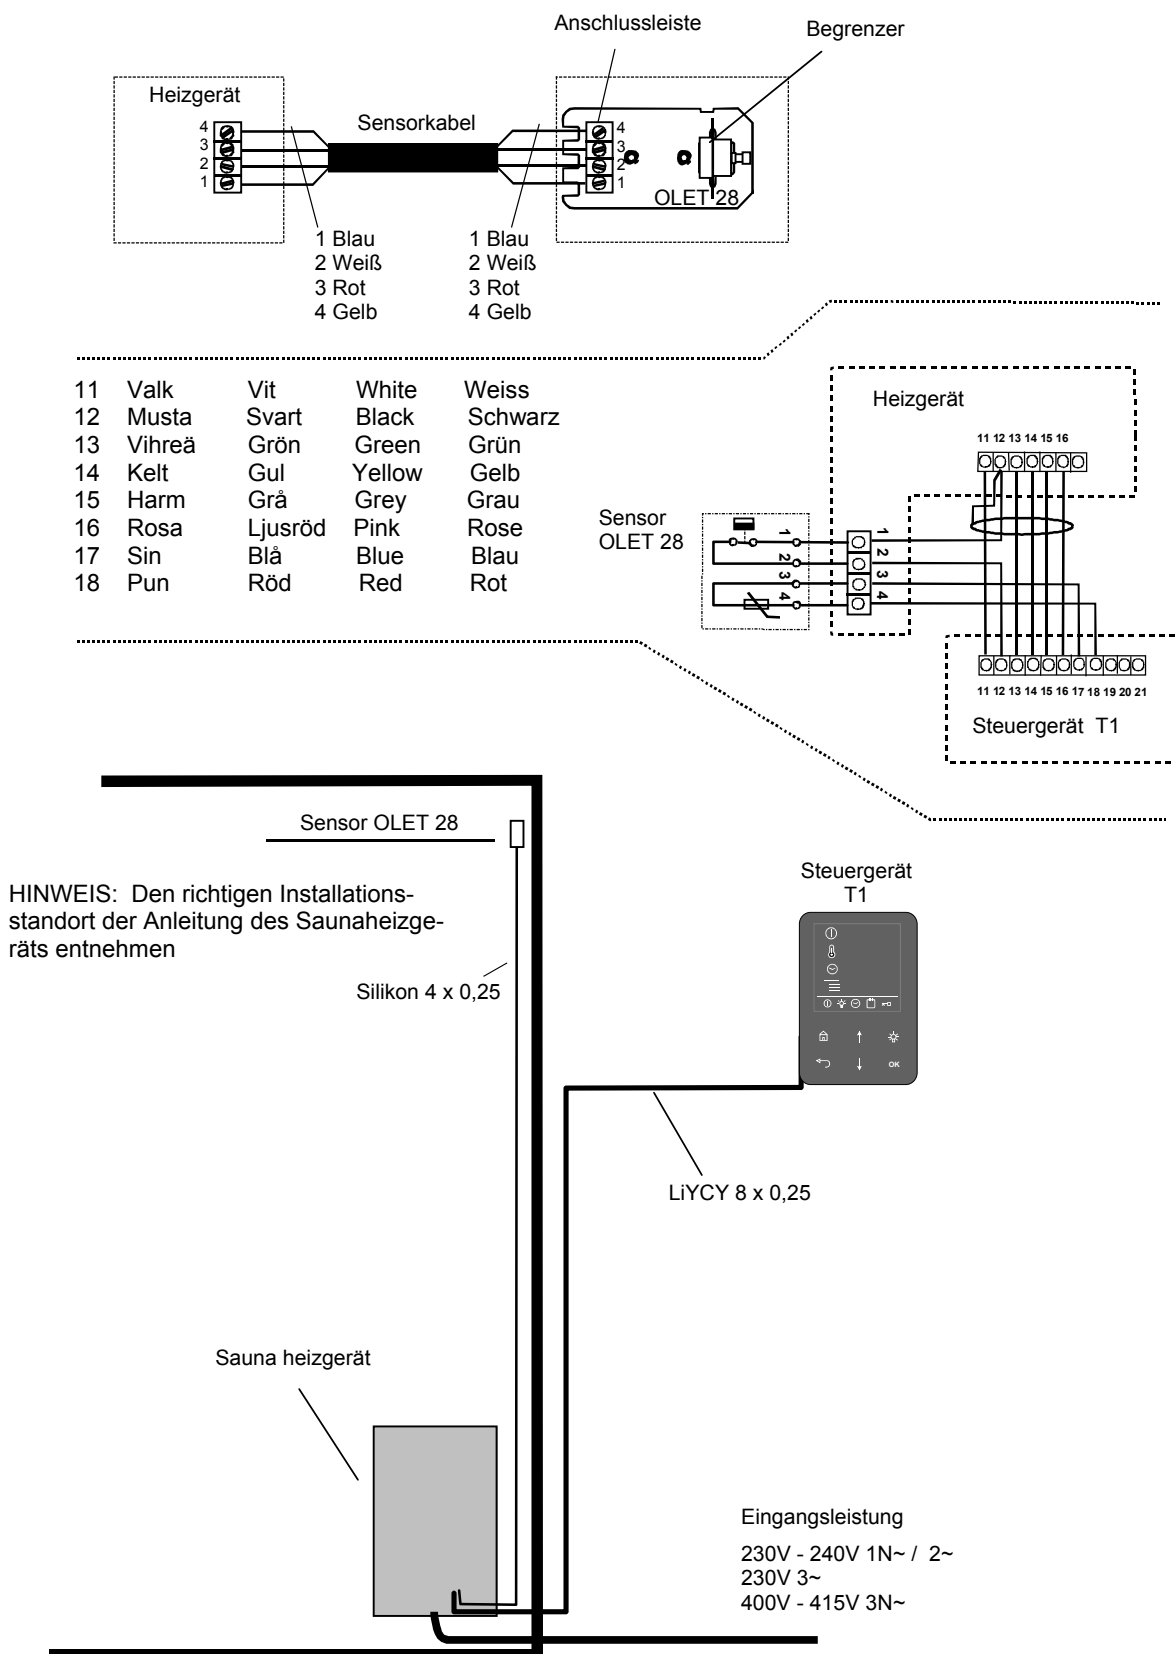 Anschlussleiste
Begrenzer
Heizgerät
Sensorkabel
4
3
2
1
4
3
2
1
OLET 28
1 Blau
2 Weiß
3 Rot
4 Gelb
1 Blau
2 Weiß
3 Rot
4 Gelb
11 Valk Vit White Weiss
12 Musta Svart Black Schwarz
13 Vihreä Grön Green Grün
14 Kelt Gul Yellow Gelb
15 Harm Grå Grey Grau
16 Rosa Ljusröd Pink Rose
17 Sin Blå Blue Blau
18 Pun Röd Red Rot
Heizgerät
11 12 13 14 15 16
Sensor
OLET 28
1
2
3
4
1
2
3
4
11 12 13 14 15 16 17 18 19 20 21
Steuergerät T1
Sensor OLET 28
HINWEIS: Den richtigen Installations-
standort der Anleitung des Saunaheizge-
räts entnehmen
Silikon 4 x 0,25
Steuergerät
T1
OK
LiYCY 8 x 0,25
Sauna heizgerät
Eingangsleistung
230V - 240V 1N~ / 2~
230V 3~
400V - 415V 3N~